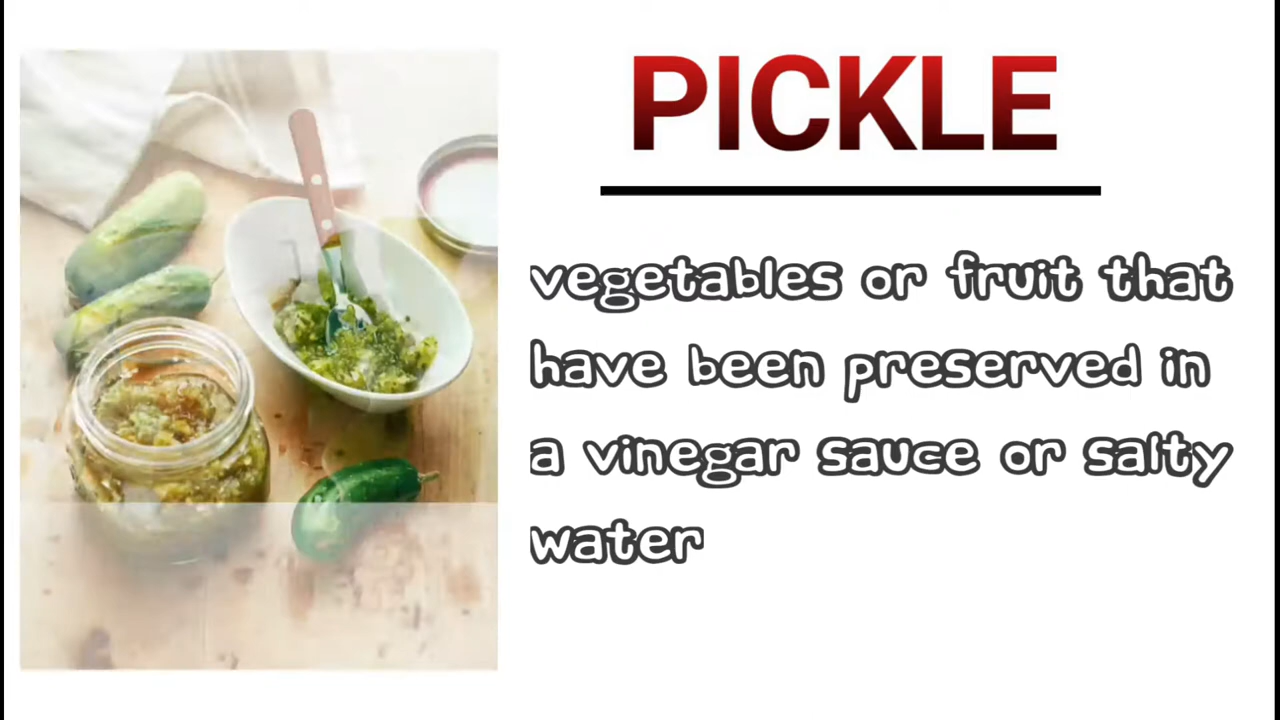 PICKLE
vegetables or fruit that
have been preserved in
a vinegar sauce or salty
water